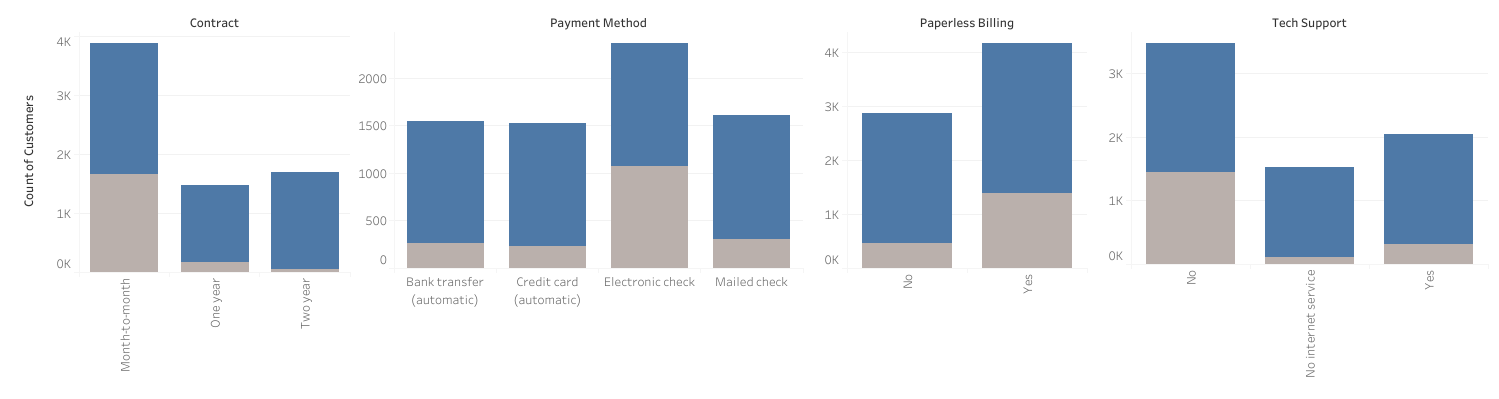 Contract
Payment Method
Paperless Billing
Tech Support
Count of Customers
4K
3K
2K
1K
0K
Month-to-month
One year
Two year
2000
1500
1000
500
0
Bank transfer
(automatic)
Credit card
(automatic)
Electronic check
Mailed check
4K
3K
2K
1K
0K
No
Yes
3K
2K
1K
0K
No
No internet service
Yes